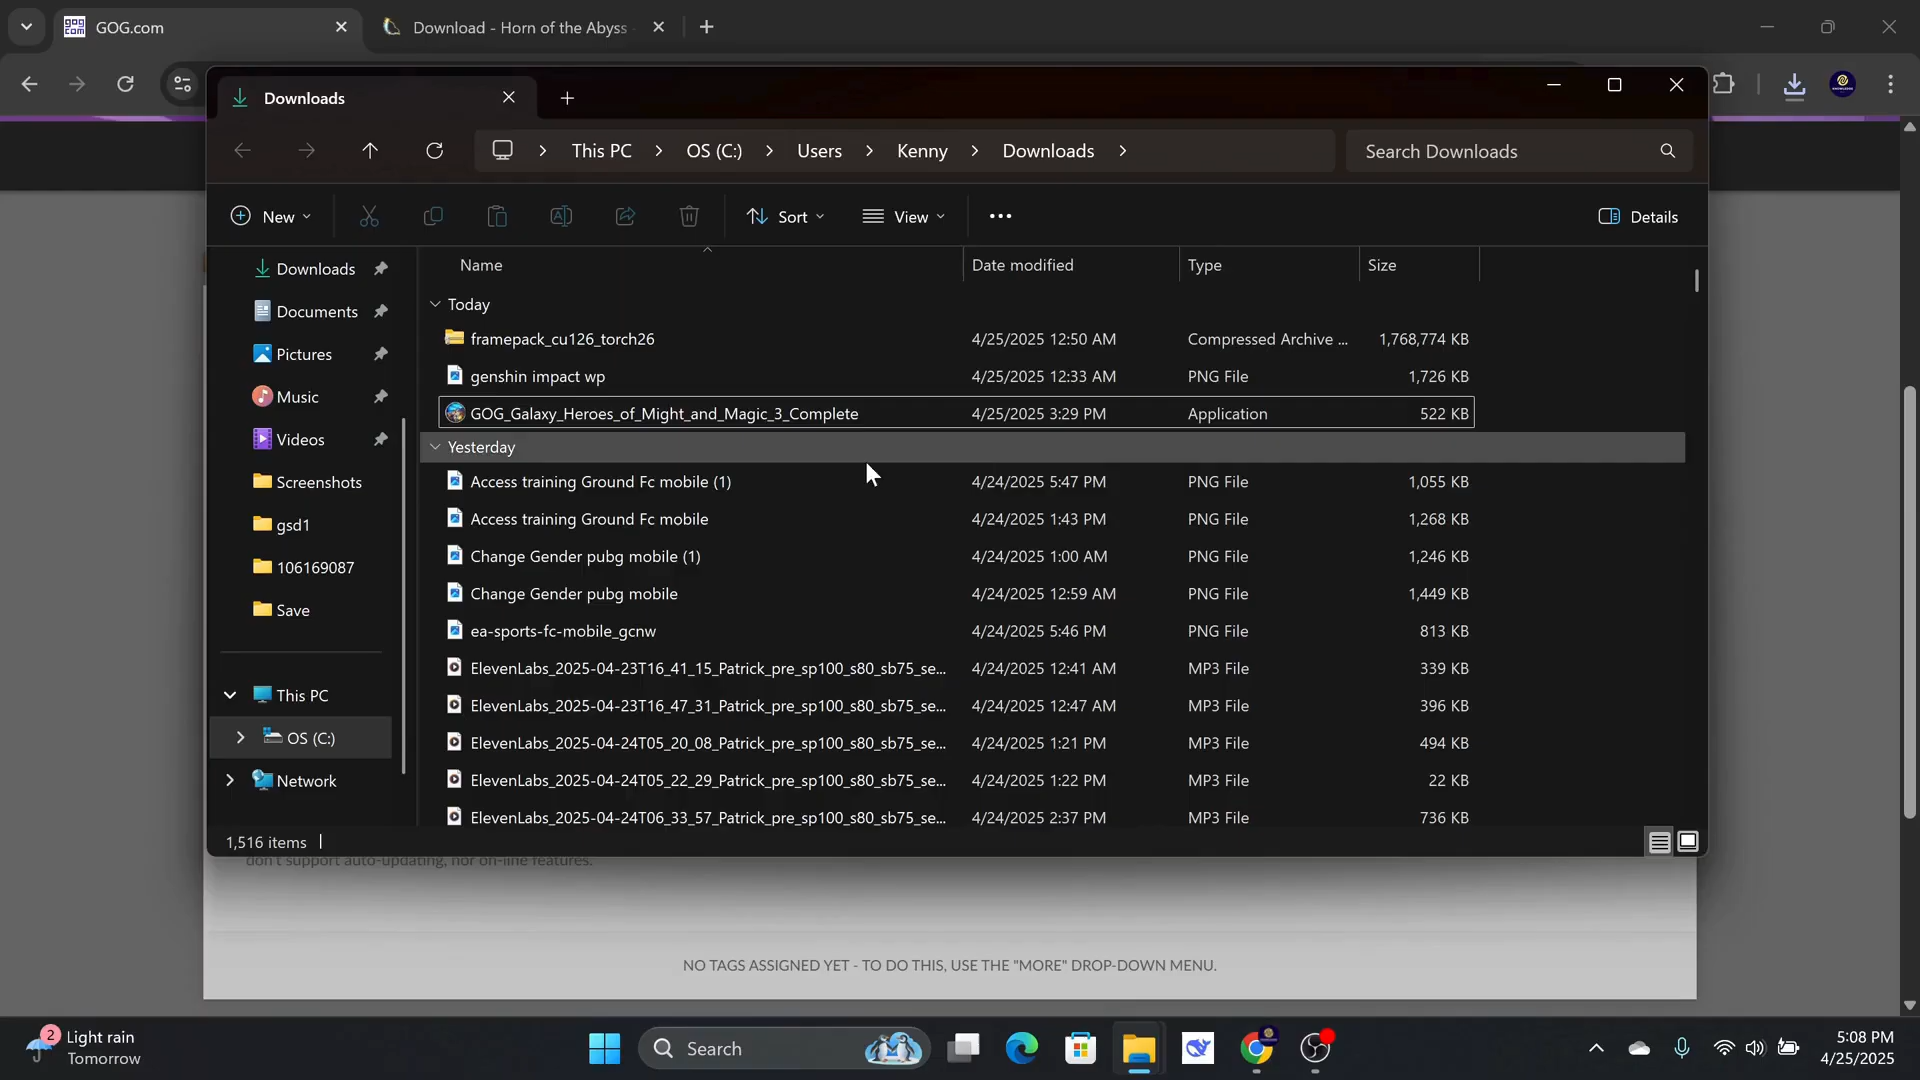 GOG.com
Download - Horn of the Abyss
Downloads
This PC
OS (C:)
Users
Kenny
Downloads
Search Downloads
New
Sort
View
Details
Name
Date modified
Type
Size
Downloads
Documents
Pictures
Music
Videos
Screenshots
gsd1
106169087
Save
This PC
OS (C:)
Network
Today
framepack_cu126_torch26 4/25/2025 12:50 AM Compressed Archive ... 1,768,774 KB
genshin impact wp 4/25/2025 12:33 AM PNG File 1,726 KB
GOG_Galaxy_Heroes_of_Might_and_Magic_3_Complete 4/25/2025 3:29 PM Application 522 KB
Yesterday
Access training Ground Fc mobile (1) 4/24/2025 5:47 PM PNG File 1,055 KB
Access training Ground Fc mobile 4/24/2025 1:43 PM PNG File 1,268 KB
Change Gender pubg mobile (1) 4/24/2025 1:00 AM PNG File 1,246 KB
Change Gender pubg mobile 4/24/2025 12:59 AM PNG File 1,449 KB
ea-sports-fc-mobile_gcnw 4/24/2025 5:46 PM PNG File 813 KB
ElevenLabs_2025-04-23T16_41_15_Patrick_pre_sp100_s80_sb75_se... 4/24/2025 12:41 AM MP3 File 339 KB
ElevenLabs_2025-04-23T16_47_31_Patrick_pre_sp100_s80_sb75_se... 4/24/2025 12:47 AM MP3 File 396 KB
ElevenLabs_2025-04-24T05_20_08_Patrick_pre_sp100_s80_sb75_se... 4/24/2025 1:21 PM MP3 File 494 KB
ElevenLabs_2025-04-24T05_22_29_Patrick_pre_sp100_s80_sb75_se... 4/24/2025 1:22 PM MP3 File 22 KB
ElevenLabs_2025-04-24T06_33_57_Patrick_pre_sp100_s80_sb75_se... 4/24/2025 2:37 PM MP3 File 736 KB
1,516 items
don't support auto-updating, nor on-line features.
NO TAGS ASSIGNED YET - TO DO THIS, USE THE "MORE" DROP-DOWN MENU.
2
Light rain
Tomorrow
Search
5:08 PM
4/25/2025